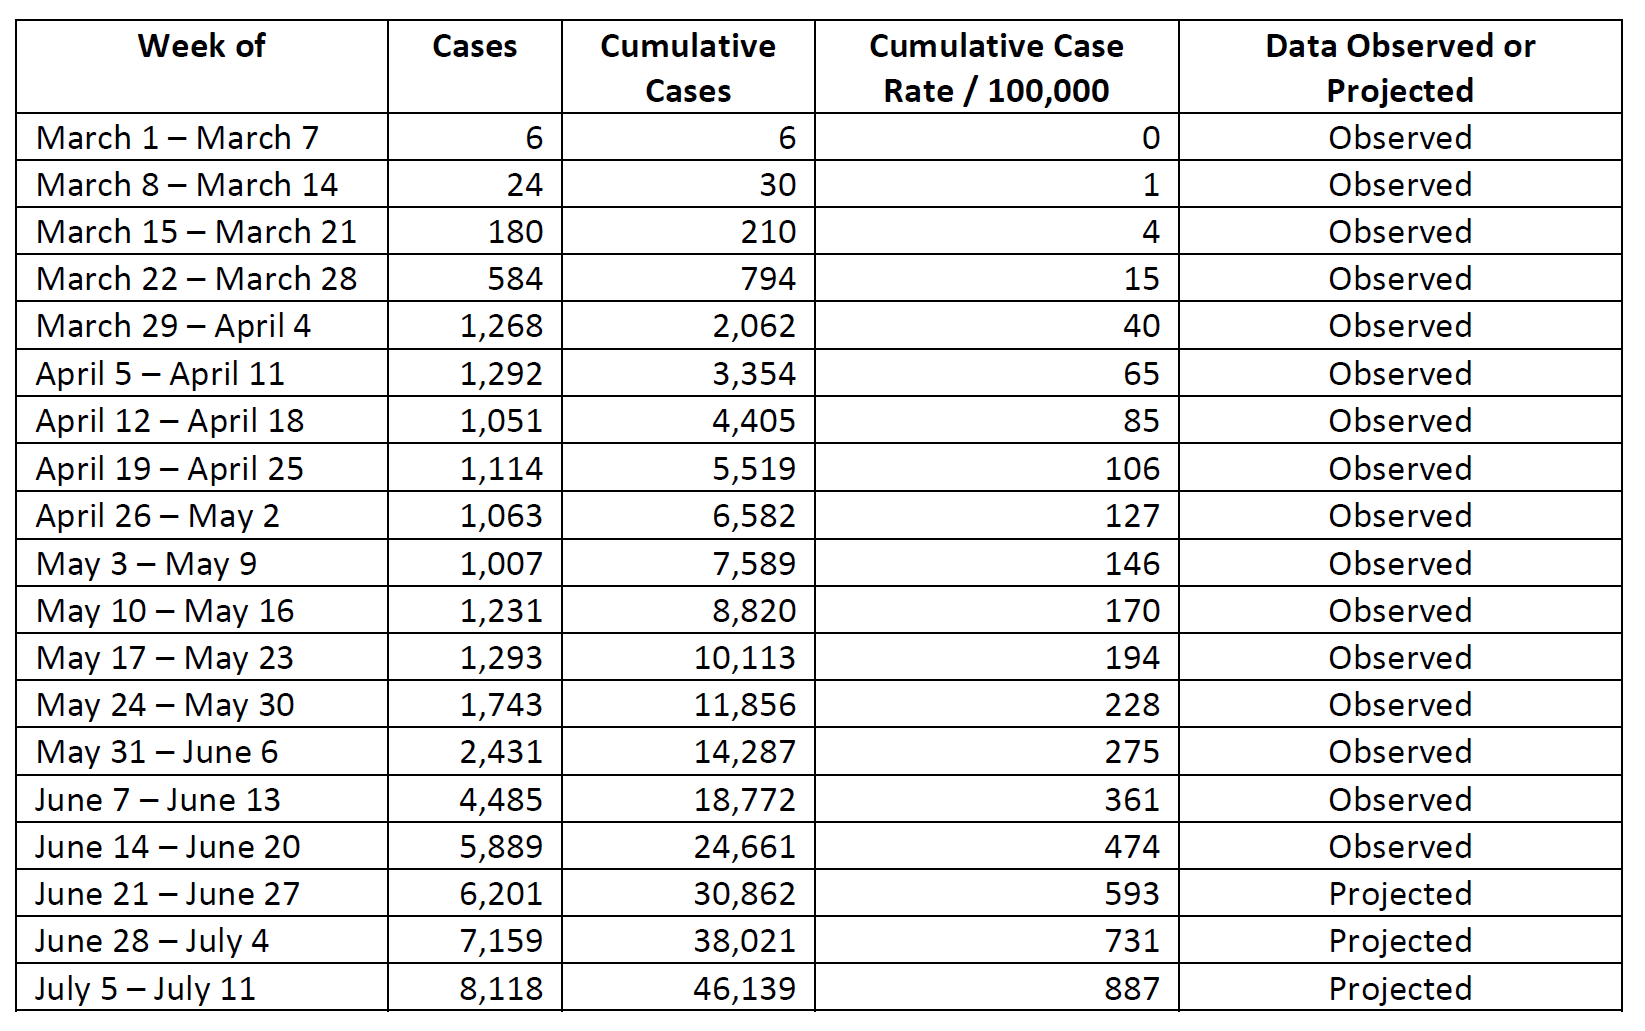 Week of Cases Cumulative Cases Cumulative Case Rate / 100,000 Data Observed or Projected
March 1 – March 7 6 6 0 Observed
March 8 – March 14 24 30 1 Observed
March 15 – March 21 180 210 4 Observed
March 22 – March 28 584 794 15 Observed
March 29 – April 4 1,268 2,062 40 Observed
April 5 – April 11 1,292 3,354 65 Observed
April 12 – April 18 1,051 4,405 85 Observed
April 19 – April 25 1,114 5,519 106 Observed
April 26 – May 2 1,063 6,582 127 Observed
May 3 – May 9 1,007 7,589 146 Observed
May 10 – May 16 1,231 8,820 170 Observed
May 17 – May 23 1,293 10,113 194 Observed
May 24 – May 30 1,743 11,856 228 Observed
May 31 – June 6 2,431 14,287 275 Observed
June 7 – June 13 4,485 18,772 361 Observed
June 14 – June 20 5,889 24,661 474 Observed
June 21 – June 27 6,201 30,862 593 Projected
June 28 – July 4 7,159 38,021 731 Projected
July 5 – July 11 8,118 46,139 887 Projected